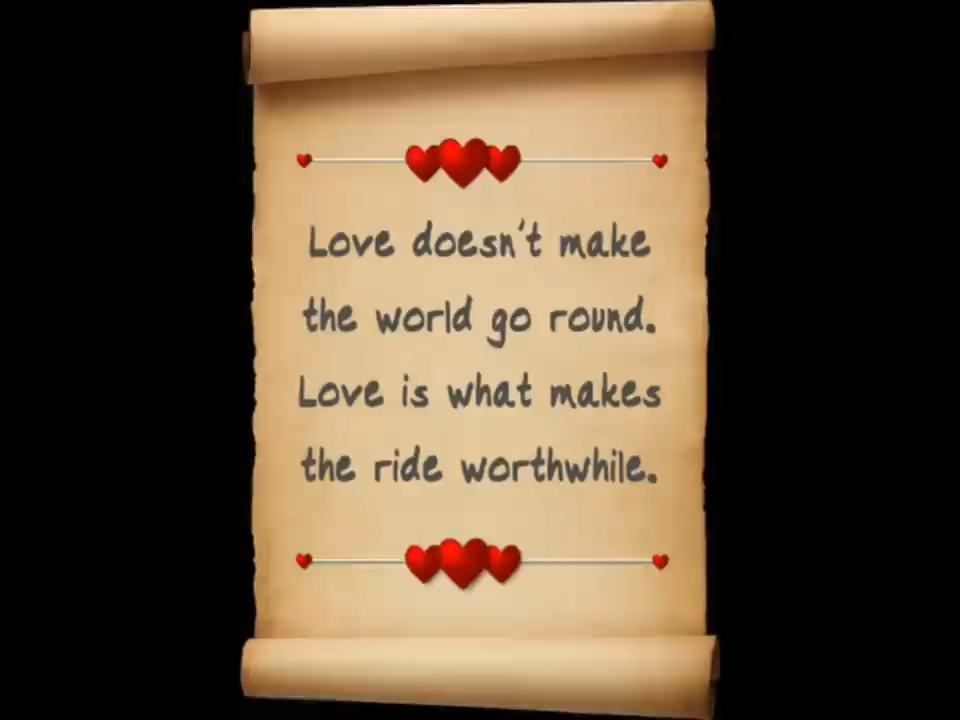 Love doesn't make
the world go round.
Love is what makes
the ride worthwhile.